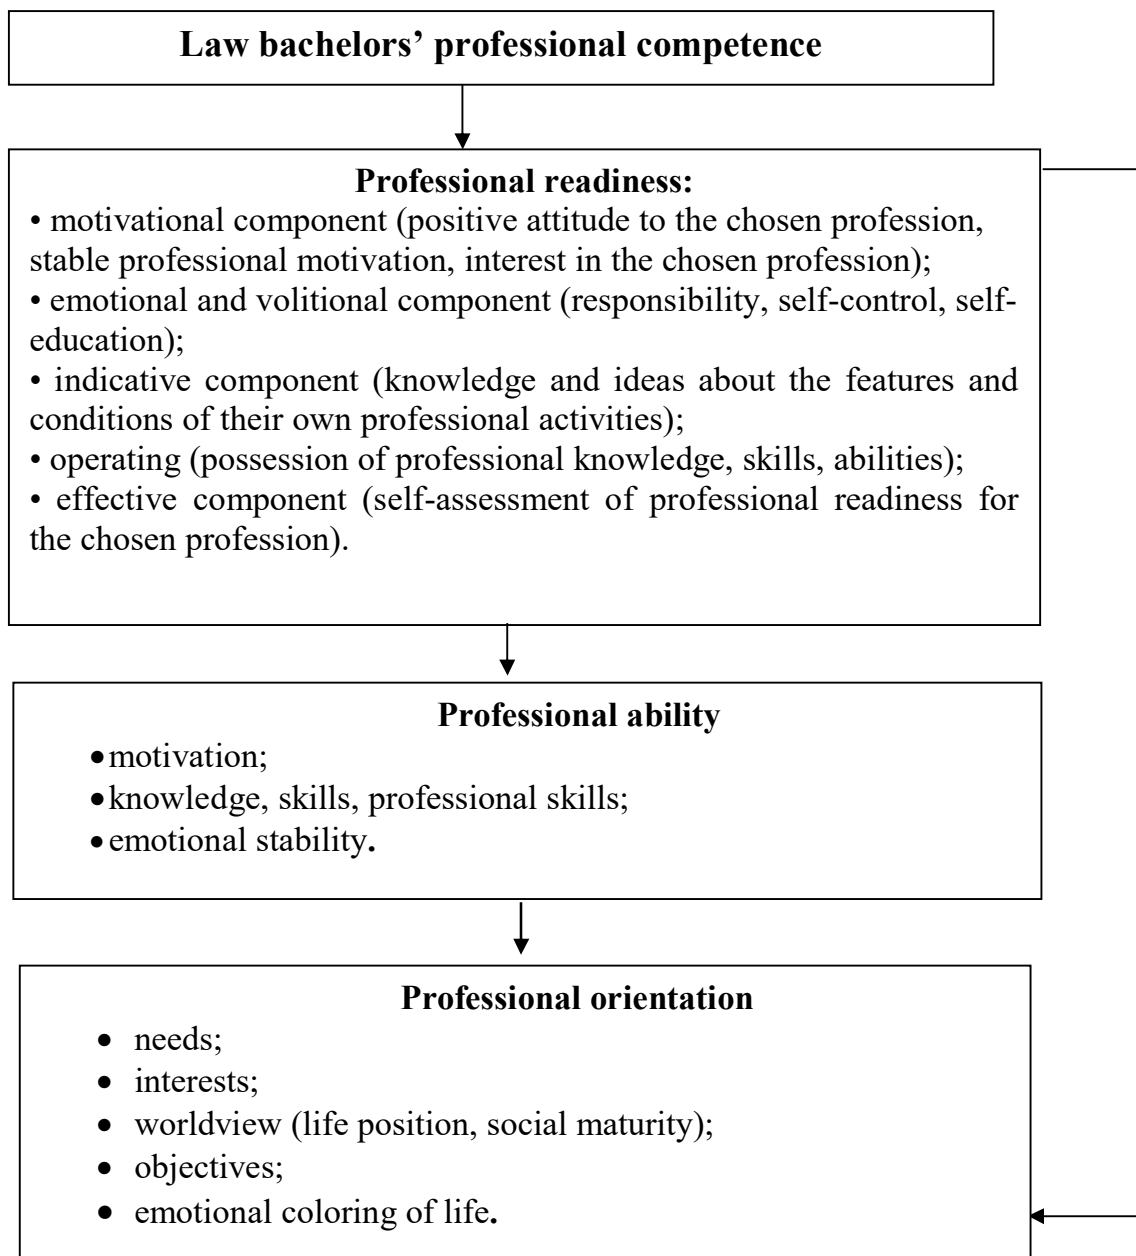 Law bachelors’ professional competence
Professional readiness:
• motivational component (positive attitude to the chosen profession,
stable professional motivation, interest in the chosen profession);
• emotional and volitional component (responsibility, self-control, self-
education);
• indicative component (knowledge and ideas about the features and
conditions of their own professional activities);
• operating (possession of professional knowledge, skills, abilities);
• effective component (self-assessment of professional readiness for
the chosen profession).
Professional ability
•motivation;
•knowledge, skills, professional skills;
•emotional stability.
Professional orientation
• needs;
• interests;
• worldview (life position, social maturity);
• objectives;
• emotional coloring of life.